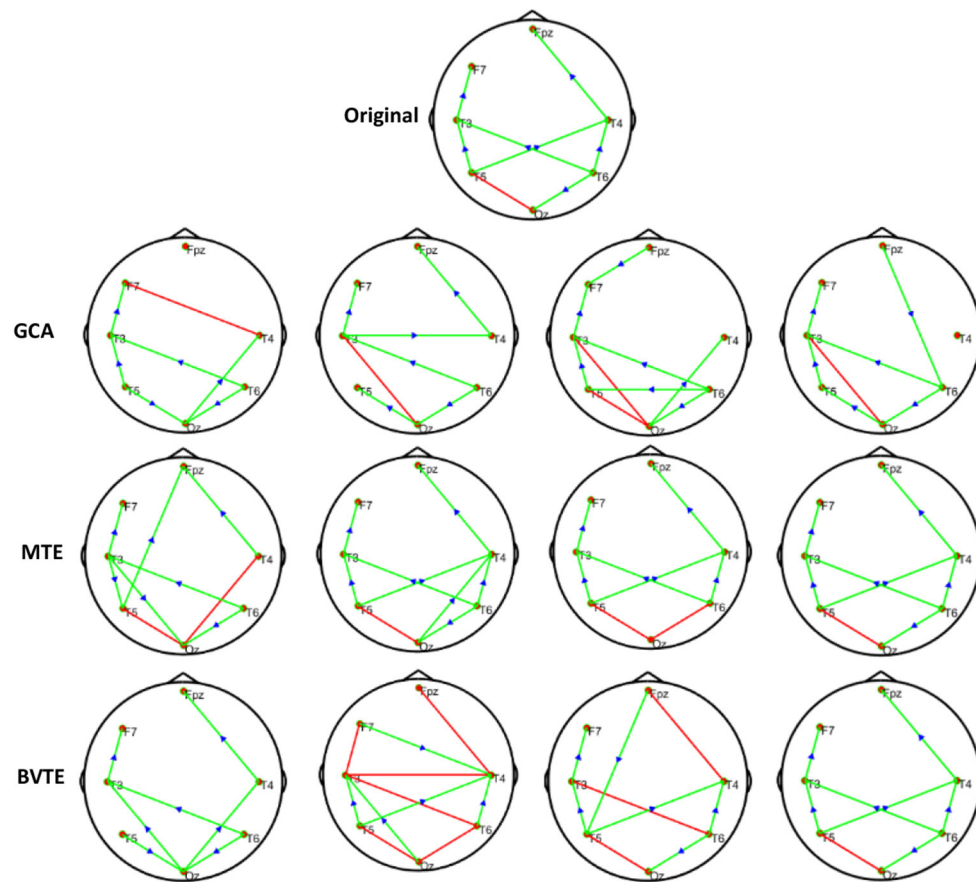 Fpz
F7
Original
T3
T4
T5
T6
Oz
Fpz Fpz Fpz Fpz
F7 F7 F7 F7
GCA
T3 T4 T3 T4 T3 T4 T3 T4
T5 T6 T5 T6 T5 T6 T5 T6
Oz Oz Oz Oz
Fpz Fpz Fpz Fpz
F7 F7 F7 F7
MTE
T3 T4 T3 T4 T3 T4 T3 T4
T5 T6 T5 T6 T5 T6 T5 T6
Oz Oz Oz Oz
Fpz Fpz Fpz Fpz
F7 F7 F7 F7
BVTE
T3 T4 T3 T4 T3 T4 T3 T4
T5 T6 T5 T6 T5 T6 T5 T6
Oz Oz Oz Oz